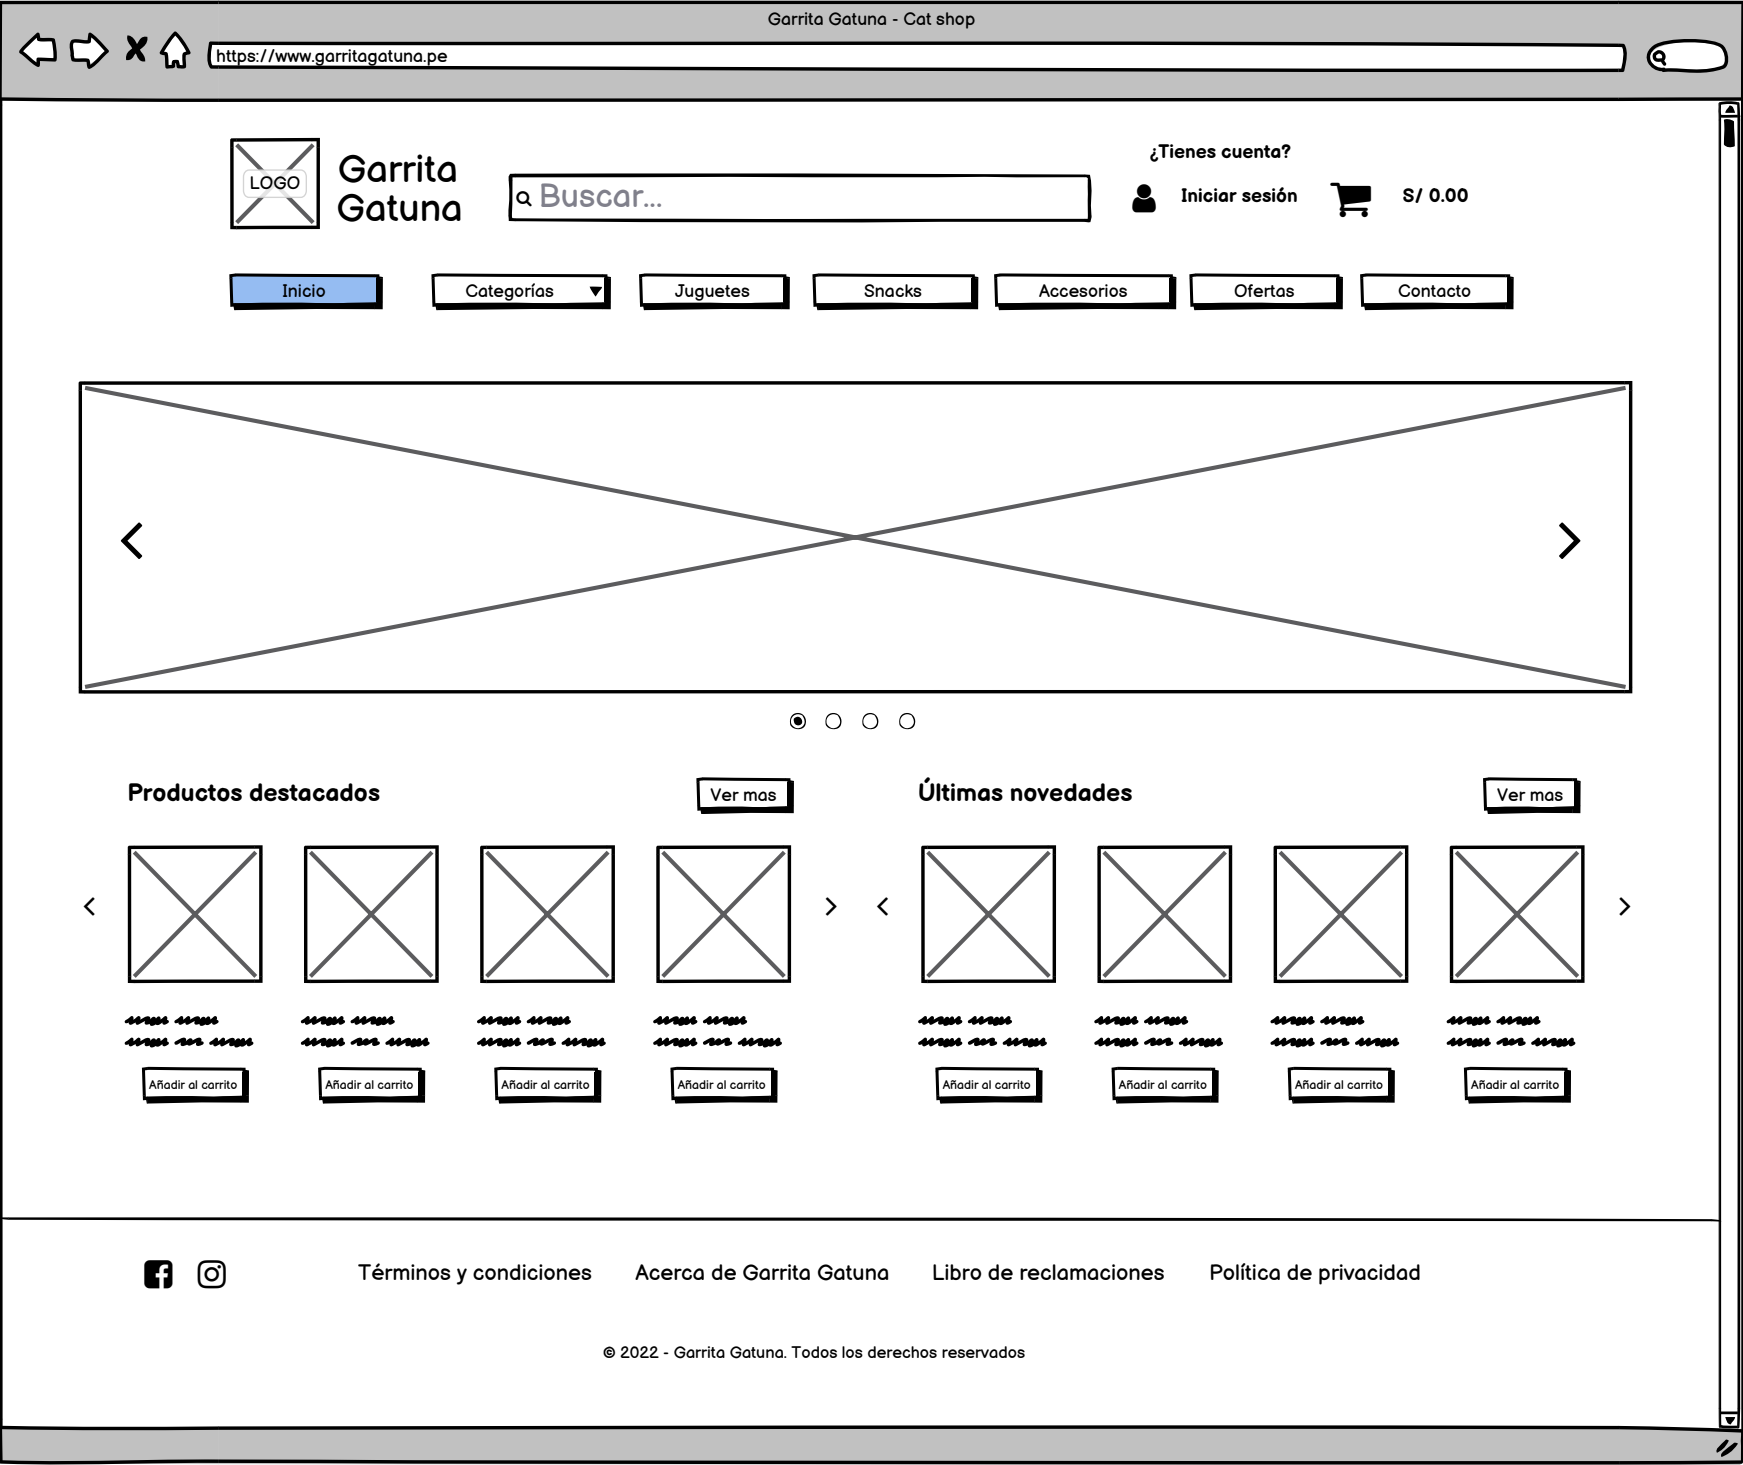 Garrita Gatuna - Cat shop
https://www.garritagatuna.pe
LOGO
Garrita
Gatuna
Buscar...
¿Tienes cuenta?
Iniciar sesión
S/ 0.00
Inicio
Categorías
Juguetes
Snacks
Accesorios
Ofertas
Contacto
Productos destacados
Ver mas
Últimas novedades
Ver mas
Añadir al carrito
Añadir al carrito
Añadir al carrito
Añadir al carrito
Añadir al carrito
Añadir al carrito
Añadir al carrito
Añadir al carrito
Términos y condiciones
Acerca de Garrita Gatuna
Libro de reclamaciones
Política de privacidad
© 2022 - Garrita Gatuna. Todos los derechos reservados